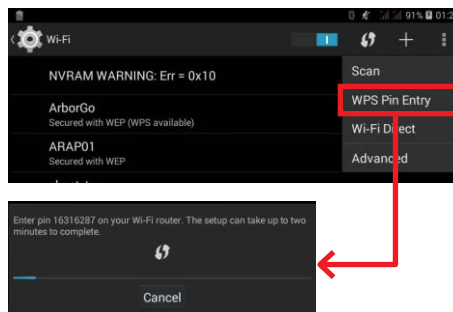 91% 01:2
Wi-Fi
NVRAM WARNING: Err = 0x10
Scan
WPS Pin Entry
ArborGo
Secured with WEP (WPS available)
Wi-Fi Direct
ARAP01
Secured with WEP
Advanced
Enter pin 16316287 on your Wi-Fi router. The setup can take up to two
minutes to complete.
Cancel